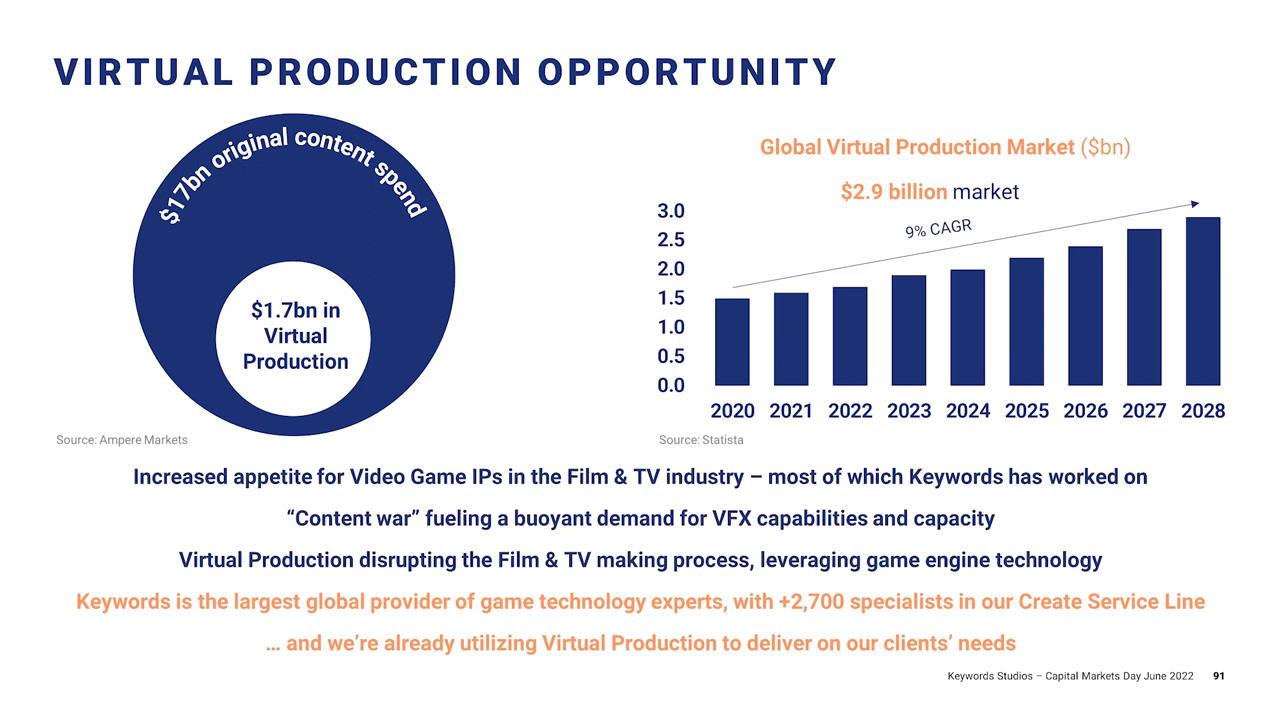 VIRTUAL PRODUCTION OPPORTUNITY
$17bn original content spend
$1.7bn in
Virtual
Production
Source: Ampere Markets
Global Virtual Production Market ($bn)
$2.9 billion market
9% CAGR
3.0
2.5
2.0
1.5
1.0
0.5
0.0
2020 2021 2022 2023 2024 2025 2026 2027 2028
Source: Statista
Increased appetite for Video Game IPs in the Film & TV industry – most of which Keywords has worked on
“Content war” fueling a buoyant demand for VFX capabilities and capacity
Virtual Production disrupting the Film & TV making process, leveraging game engine technology
Keywords is the largest global provider of game technology experts, with +2,700 specialists in our Create Service Line
… and we’re already utilizing Virtual Production to deliver on our clients’ needs
Keywords Studios – Capital Markets Day June 2022 91